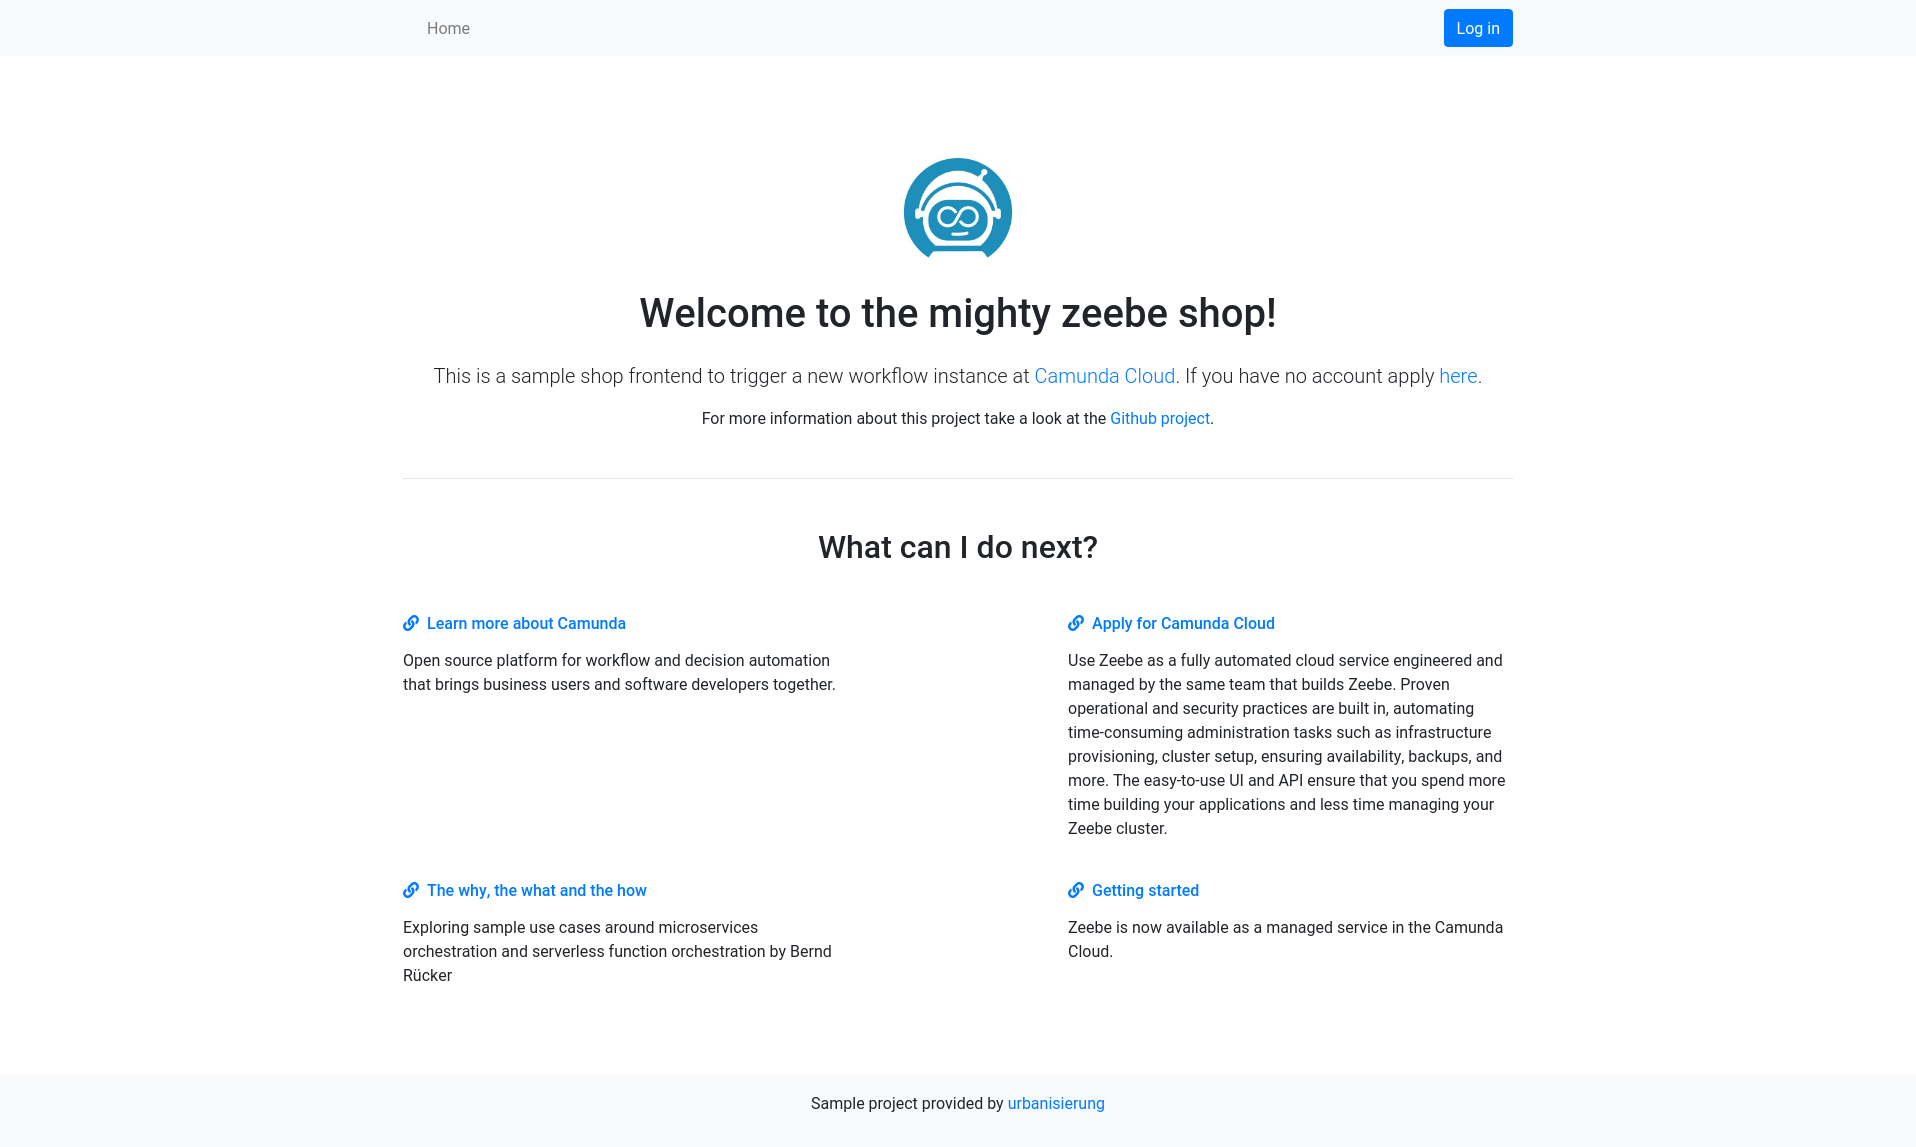 Home
Log in
Welcome to the mighty zeebe shop!
This is a sample shop frontend to trigger a new workflow instance at Camunda Cloud. If you have no account apply here.
For more information about this project take a look at the Github project.
What can I do next?
Learn more about Camunda
Open source platform for workflow and decision automation
that brings business users and software developers together.
Apply for Camunda Cloud
Use Zeebe as a fully automated cloud service engineered and
managed by the same team that builds Zeebe. Proven
operational and security practices are built in, automating
time-consuming administration tasks such as infrastructure
provisioning, cluster setup, ensuring availability, backups, and
more. The easy-to-use UI and API ensure that you spend more
time building your applications and less time managing your
Zeebe cluster.
The why, the what and the how
Exploring sample use cases around microservices
orchestration and serverless function orchestration by Bernd
Rücker
Getting started
Zeebe is now available as a managed service in the Camunda
Cloud.
Sample project provided by urbanisierung